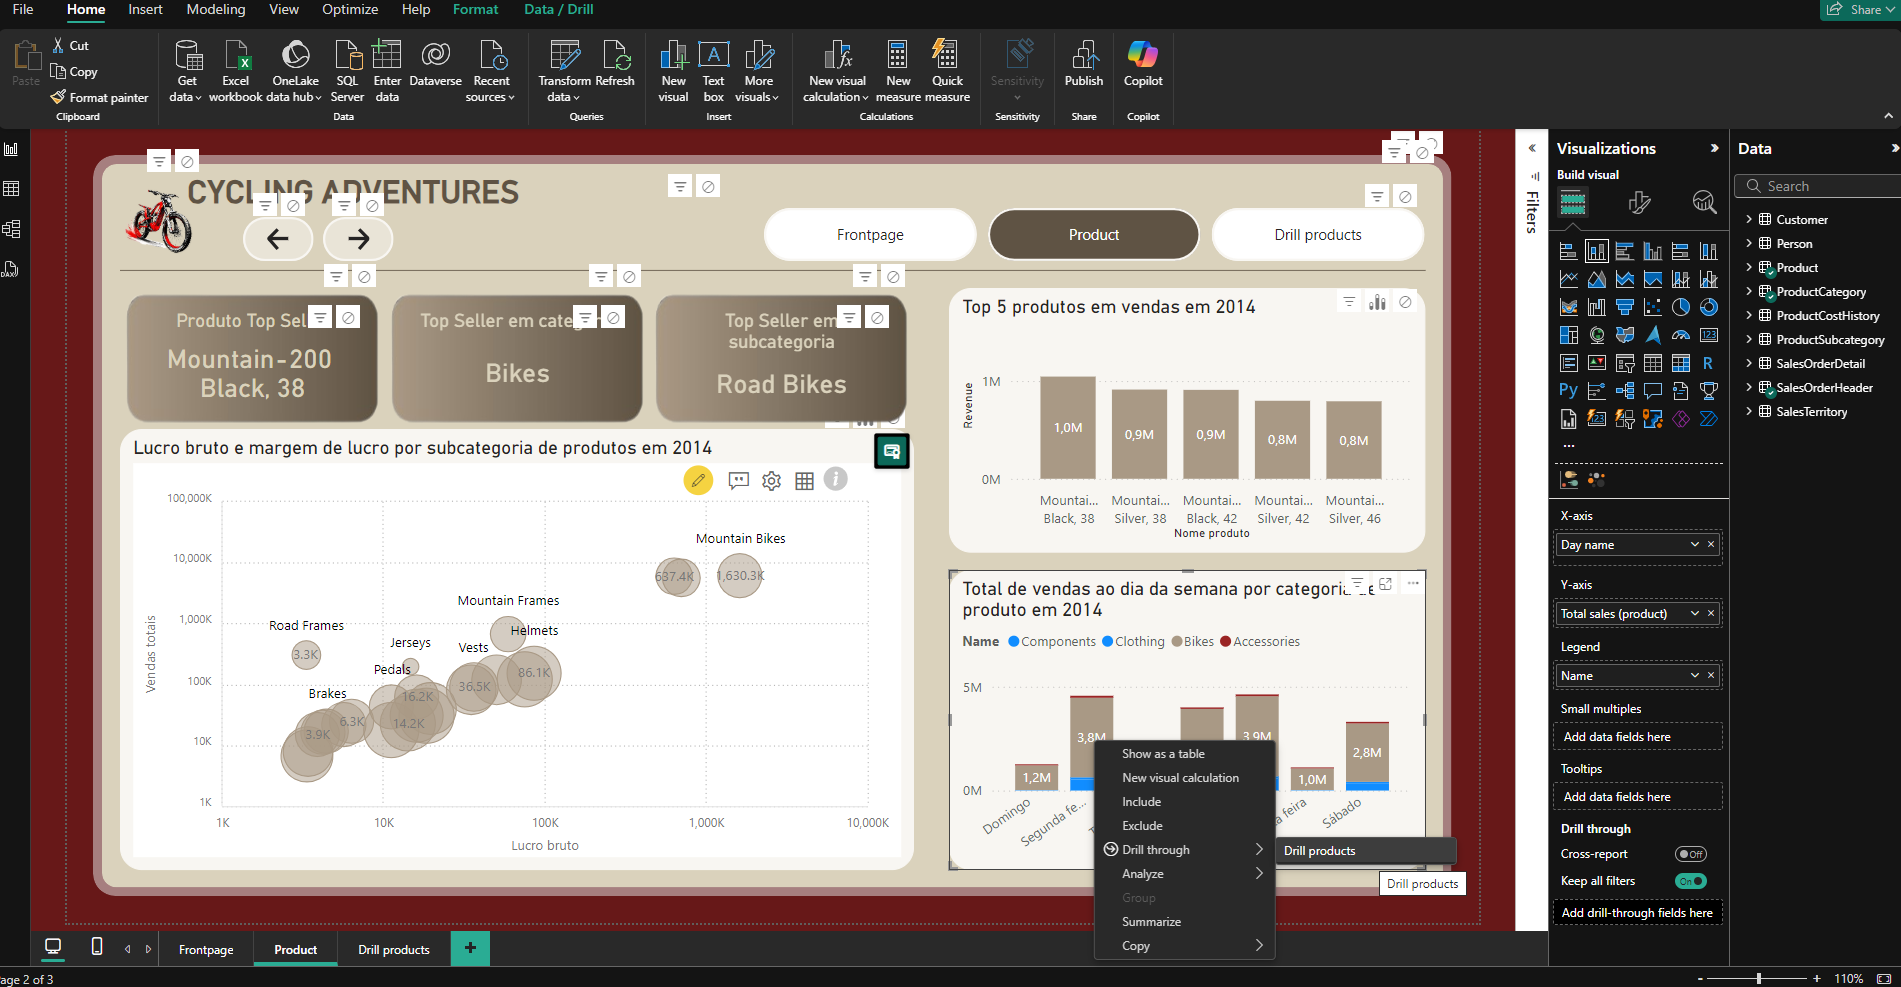 File Home Insert Modeling View Optimize Help Format Data / Drill Share
Paste
Cut
Copy
Format painter
Clipboard
Get data
Excel workbook
OneLake data hub
SQL Server
Enter data
Dataverse
Recent sources
Data
Transform data
Refresh
Queries
New visual
Text box
More visuals
Insert
New visual calculation
New measure
Quick measure
Calculations
Sensitivity
Sensitivity
Publish
Share
Copilot
Copilot
CYCLING ADVENTURES
Frontpage
Product
Drill products
Produto Top Sel
Mountain-200
Black, 38
Top Seller em categ
Bikes
Top Seller em
subcategoria
Road Bikes
Lucro bruto e margem de lucro por subcategoria de produtos em 2014
100,000K
10,000K
1,000K
100K
10K
1K
Vendas totais
Mountain Bikes
637.4K
1,630.3K
Mountain Frames
Road Frames
Helmets
Jerseys
Vests
3.3K
Pedals
86.1K
36.5K
Brakes
16.2K
6.3K
14.2K
3.9K
1K
10K
100K
1,000K
10,000K
Lucro bruto
Top 5 produtos em vendas em 2014
Revenue
1M
0M
1,0M
0,9M
0,9M
0,8M
0,8M
Mountai...
Black, 38
Mountai...
Silver, 38
Mountai...
Black, 42
Mountai...
Silver, 42
Mountai...
Silver, 46
Nome produto
Total de vendas ao dia da semana por categoria de
produto em 2014
Name Components Clothing Bikes Accessories
5M
0M
1,2M
3,8M
3,9M
1,0M
2,8M
Domingo
Segunda fe...
a feira
Sábado
Show as a table
New visual calculation
Include
Exclude
Drill through
Analyze
Group
Summarize
Copy
Drill products
Drill products
Filters
Visualizations
Build visual
123
R
Py
...
X-axis
Day name
Y-axis
Total sales (product)
Legend
Name
Small multiples
Add data fields here
Tooltips
Add data fields here
Drill through
Cross-report
Off
Keep all filters
On
Add drill-through fields here
Data
Search
Customer
Person
Product
ProductCategory
ProductCostHistory
ProductSubcategory
SalesOrderDetail
SalesOrderHeader
SalesTerritory
DAX
Frontpage
Product
Drill products
+
age 2 of 3
- + 110%